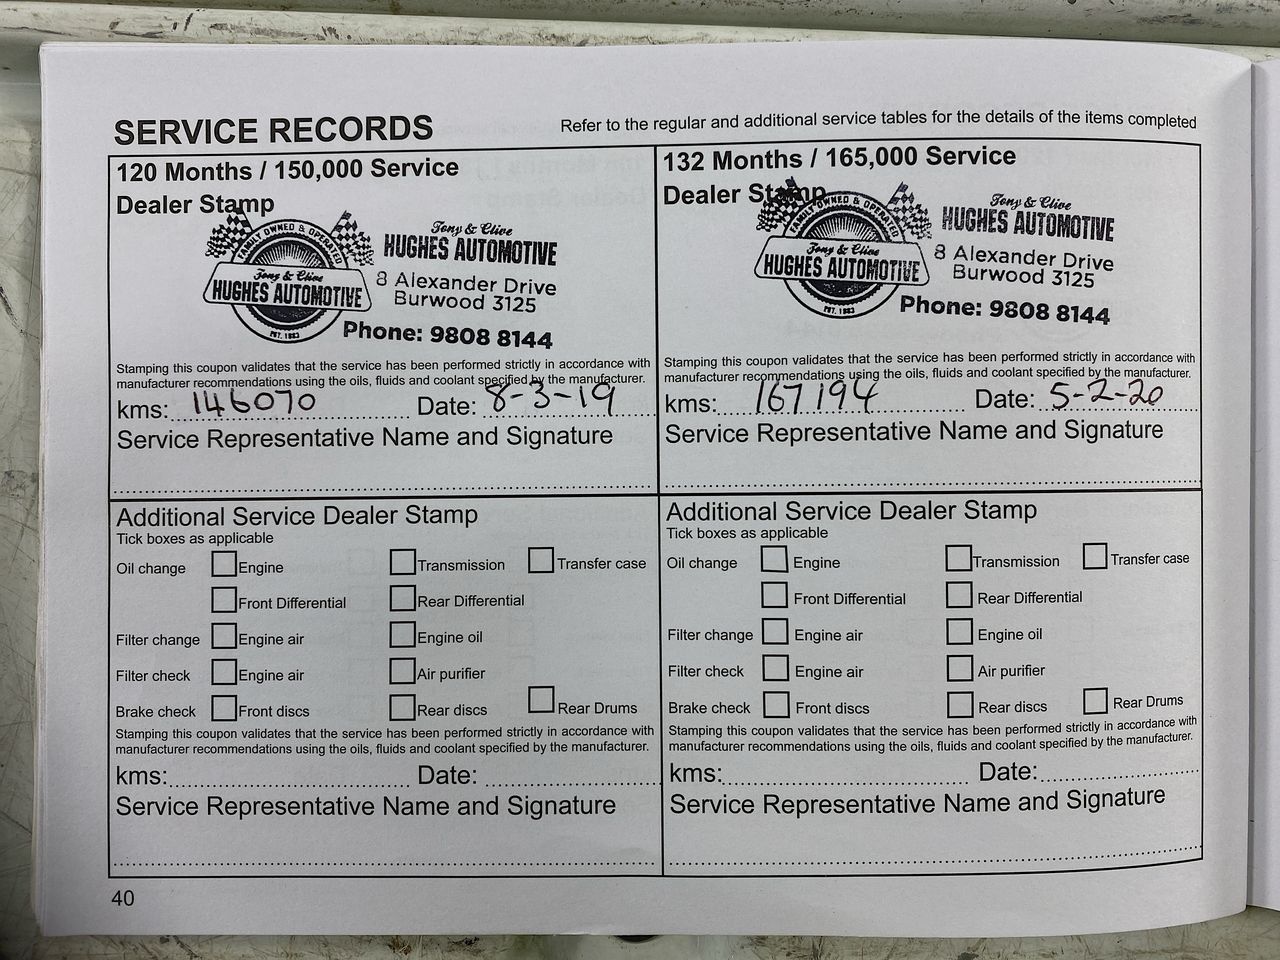 SERVICE RECORDS
Refer to the regular and additional service tables for the details of the items completed
120 Months / 150,000 Service
Dealer Stamp
FAMILY OWNED & OPERATED
Tony & Clive
HUGHES AUTOMOTIVE
EST. 1983
Tony & Clive
HUGHES AUTOMOTIVE
8 Alexander Drive
Burwood 3125
Phone: 9808 8144
Stamping this coupon validates that the service has been performed strictly in accordance with
manufacturer recommendations using the oils, fluids and coolant specified by the manufacturer.
kms: 146070 Date: 8-3-19
Service Representative Name and Signature
132 Months / 165,000 Service
Dealer Stamp
FAMILY OWNED & OPERATED
Tony & Clive
HUGHES AUTOMOTIVE
EST. 1983
Tony & Clive
HUGHES AUTOMOTIVE
8 Alexander Drive
Burwood 3125
Phone: 9808 8144
Stamping this coupon validates that the service has been performed strictly in accordance with
manufacturer recommendations using the oils, fluids and coolant specified by the manufacturer.
kms: 167194 Date: 5-2-20
Service Representative Name and Signature
Additional Service Dealer Stamp
Tick boxes as applicable
Oil change Engine Transmission Transfer case
Front Differential Rear Differential
Filter change Engine air Engine oil
Filter check Engine air Air purifier
Brake check Front discs Rear discs Rear Drums
Stamping this coupon validates that the service has been performed strictly in accordance with
manufacturer recommendations using the oils, fluids and coolant specified by the manufacturer.
kms: Date:
Service Representative Name and Signature
Additional Service Dealer Stamp
Tick boxes as applicable
Oil change Engine Transmission Transfer case
Front Differential Rear Differential
Filter change Engine air Engine oil
Filter check Engine air Air purifier
Brake check Front discs Rear discs Rear Drums
Stamping this coupon validates that the service has been performed strictly in accordance with
manufacturer recommendations using the oils, fluids and coolant specified by the manufacturer.
kms: Date:
Service Representative Name and Signature
40